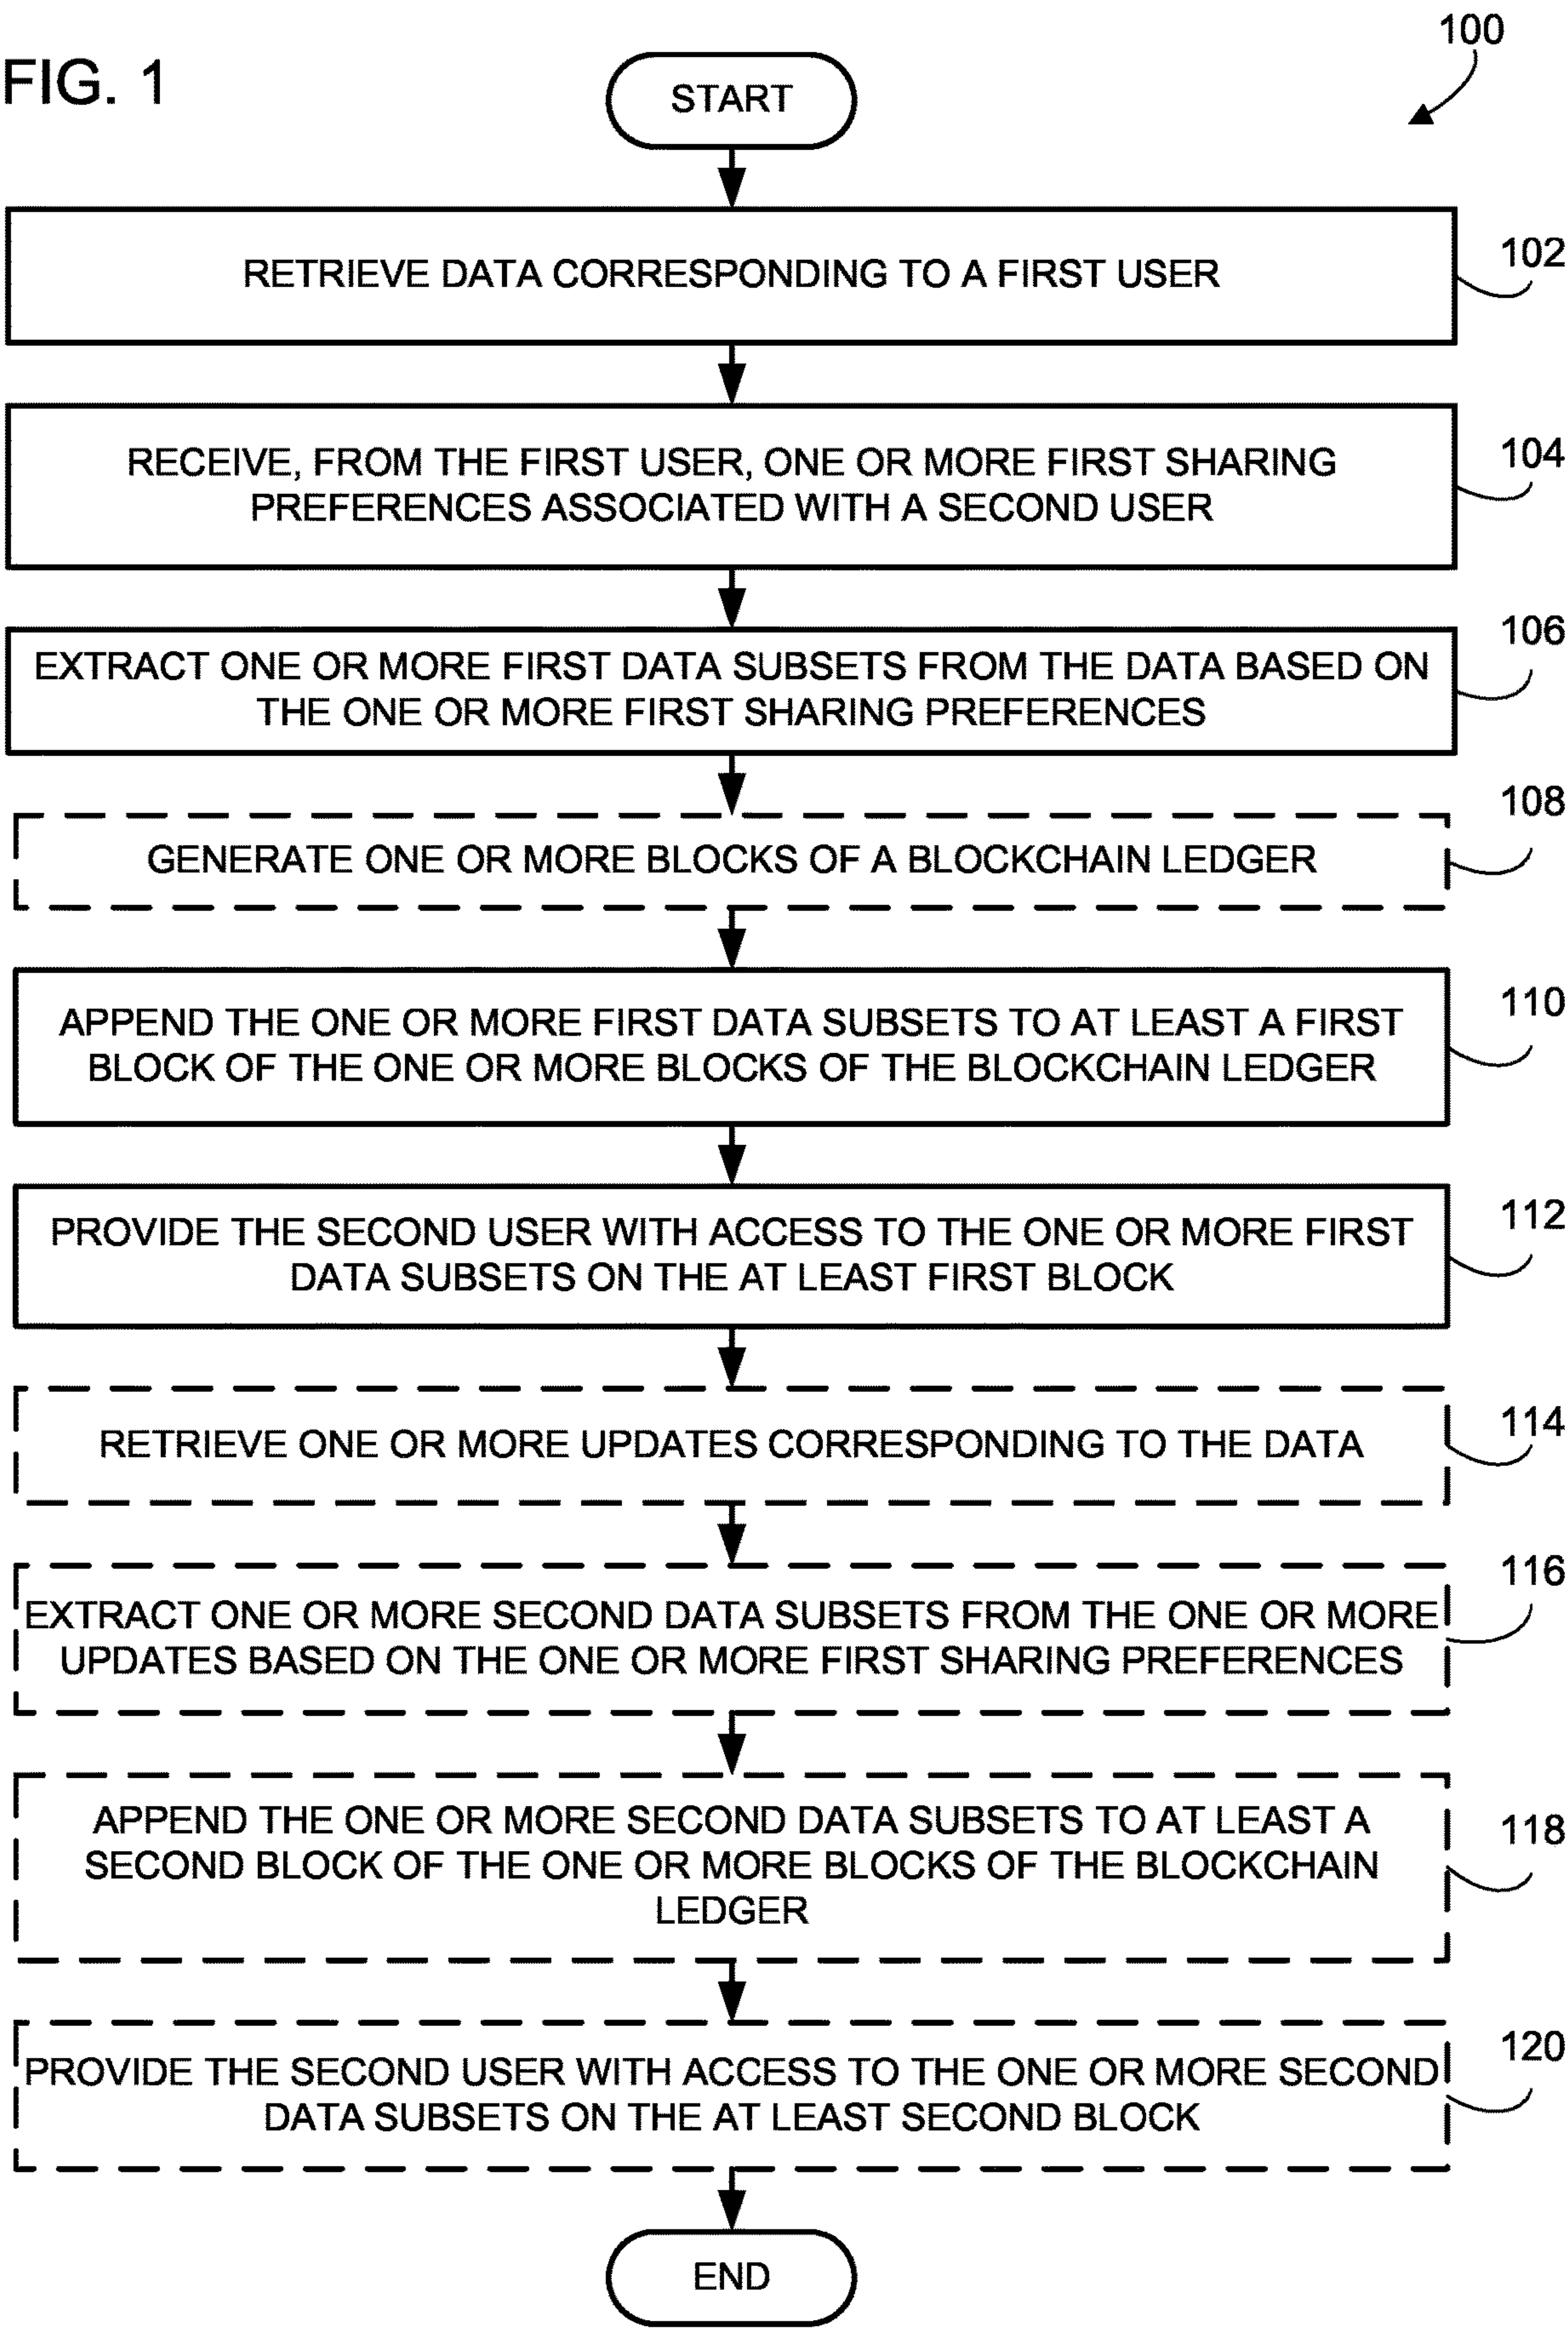 100
FIG. 1
START
RETRIEVE DATA CORRESPONDING TO A FIRST USER
102
RECEIVE, FROM THE FIRST USER, ONE OR MORE FIRST SHARING
PREFERENCES ASSOCIATED WITH A SECOND USER
104
EXTRACT ONE OR MORE FIRST DATA SUBSETS FROM THE DATA BASED ON
THE ONE OR MORE FIRST SHARING PREFERENCES
106
GENERATE ONE OR MORE BLOCKS OF A BLOCKCHAIN LEDGER
108
APPEND THE ONE OR MORE FIRST DATA SUBSETS TO AT LEAST A FIRST
BLOCK OF THE ONE OR MORE BLOCKS OF THE BLOCKCHAIN LEDGER
110
PROVIDE THE SECOND USER WITH ACCESS TO THE ONE OR MORE FIRST
DATA SUBSETS ON THE AT LEAST FIRST BLOCK
112
RETRIEVE ONE OR MORE UPDATES CORRESPONDING TO THE DATA
114
EXTRACT ONE OR MORE SECOND DATA SUBSETS FROM THE ONE OR MORE
UPDATES BASED ON THE ONE OR MORE FIRST SHARING PREFERENCES
116
APPEND THE ONE OR MORE SECOND DATA SUBSETS TO AT LEAST A
SECOND BLOCK OF THE ONE OR MORE BLOCKS OF THE BLOCKCHAIN
LEDGER
118
PROVIDE THE SECOND USER WITH ACCESS TO THE ONE OR MORE SECOND
DATA SUBSETS ON THE AT LEAST SECOND BLOCK
120
END